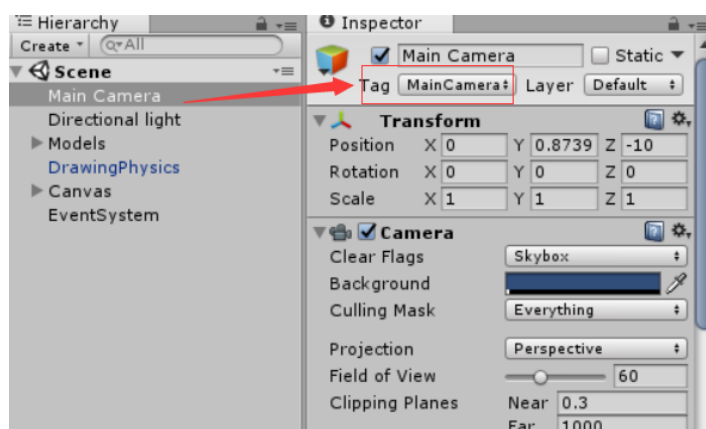 Hierarchy
Create
All
Scene
Main Camera
Directional light
Models
DrawingPhysics
Canvas
EventSystem
Inspector
Main Camera Static
Tag MainCamera Layer Default
Transform
Position X 0 Y 0.8739 Z -10
Rotation X 0 Y 0 Z 0
Scale X 1 Y 1 Z 1
Camera
Clear Flags Skybox
Background
Culling Mask Everything
Projection Perspective
Field of View 60
Clipping Planes Near 0.3
Far 1000